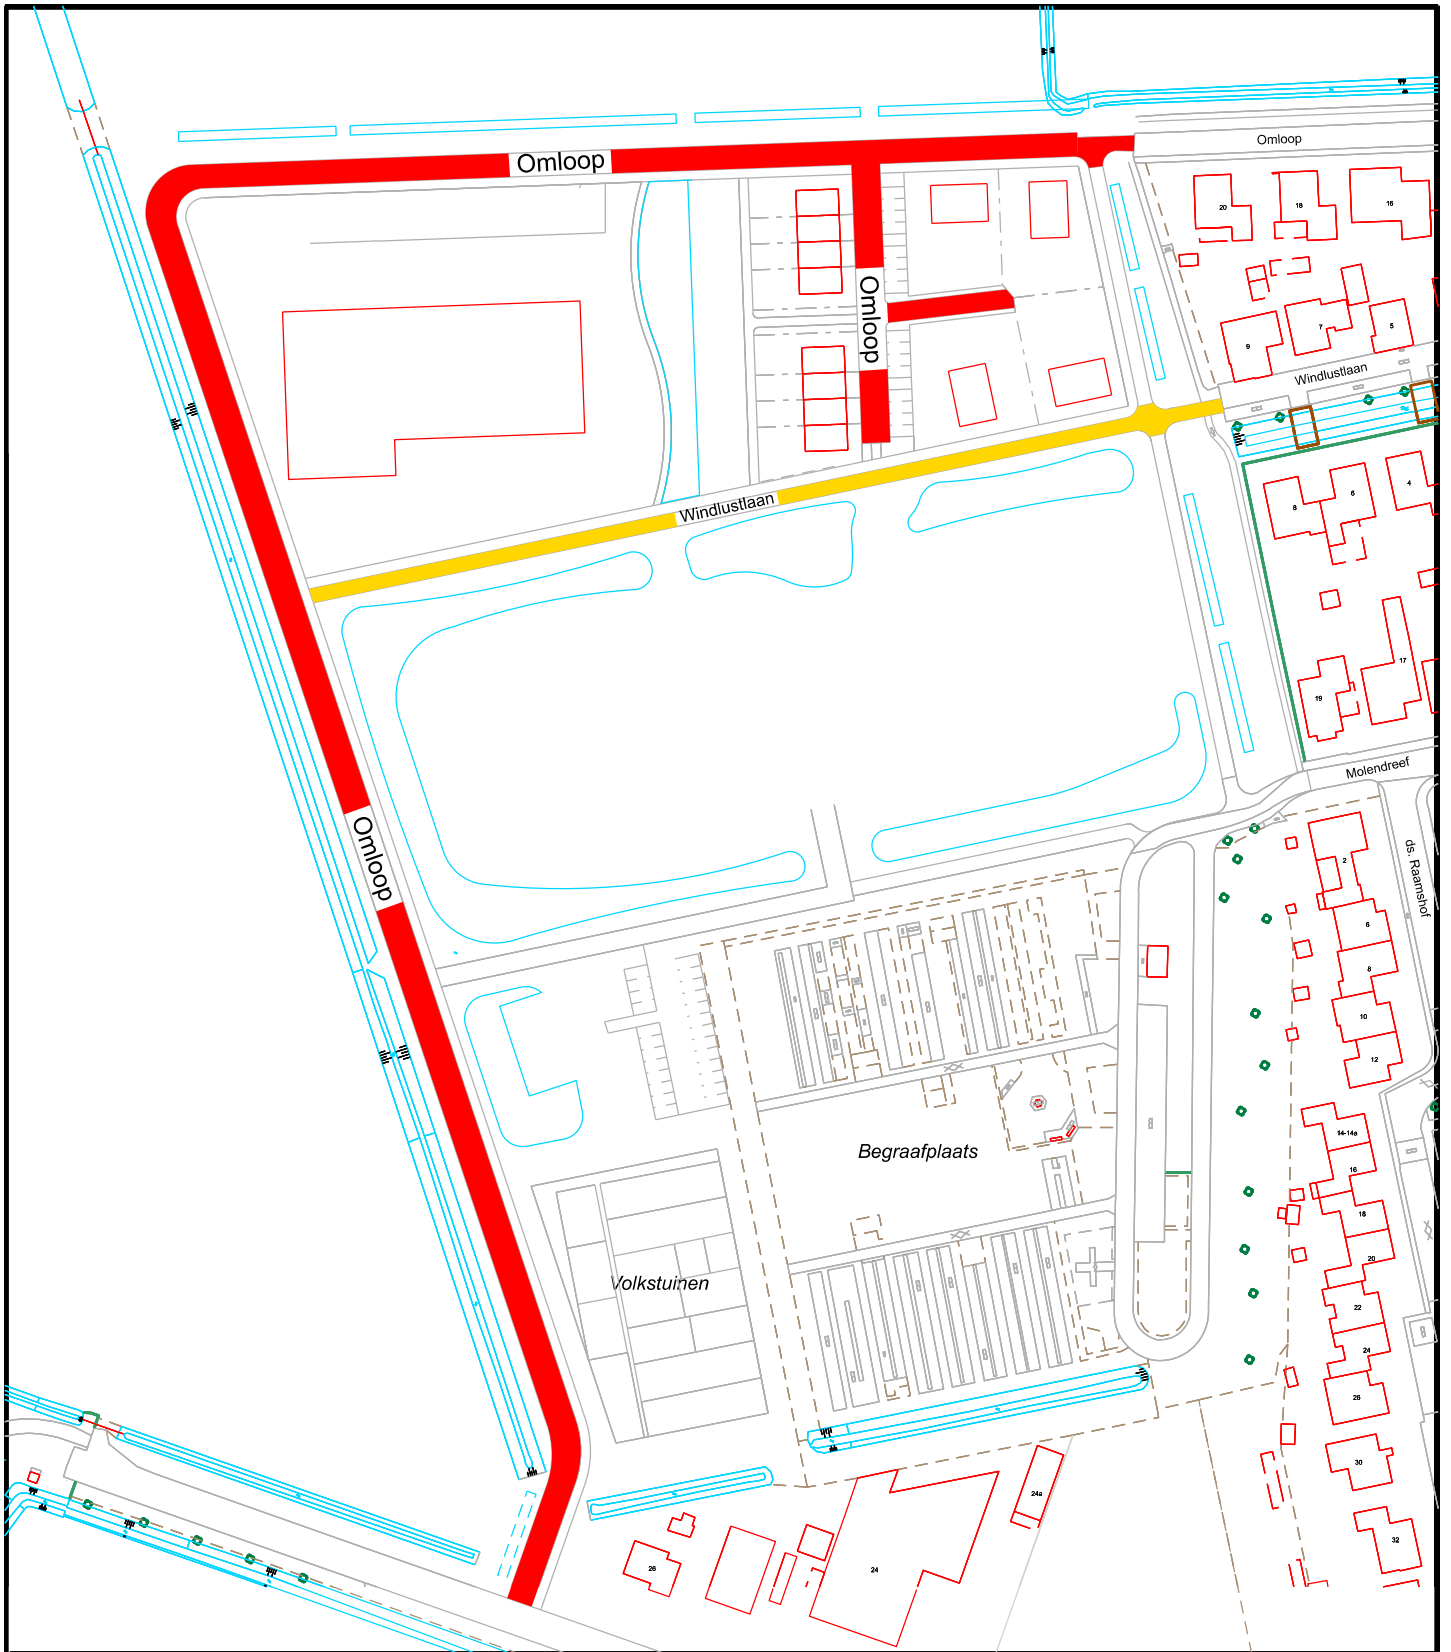 Omloop
Omloop
20
18
16
Omloop
9
7
5
Windlustlaan
Windlustlaan
8
6
4
19
17
Molendreef
Omloop
ds. Raamshof
2
6
8
10
12
Begraafplaats
14-14a
16
18
20
Volkstuinen
22
24
26
30
24a
32
26
24